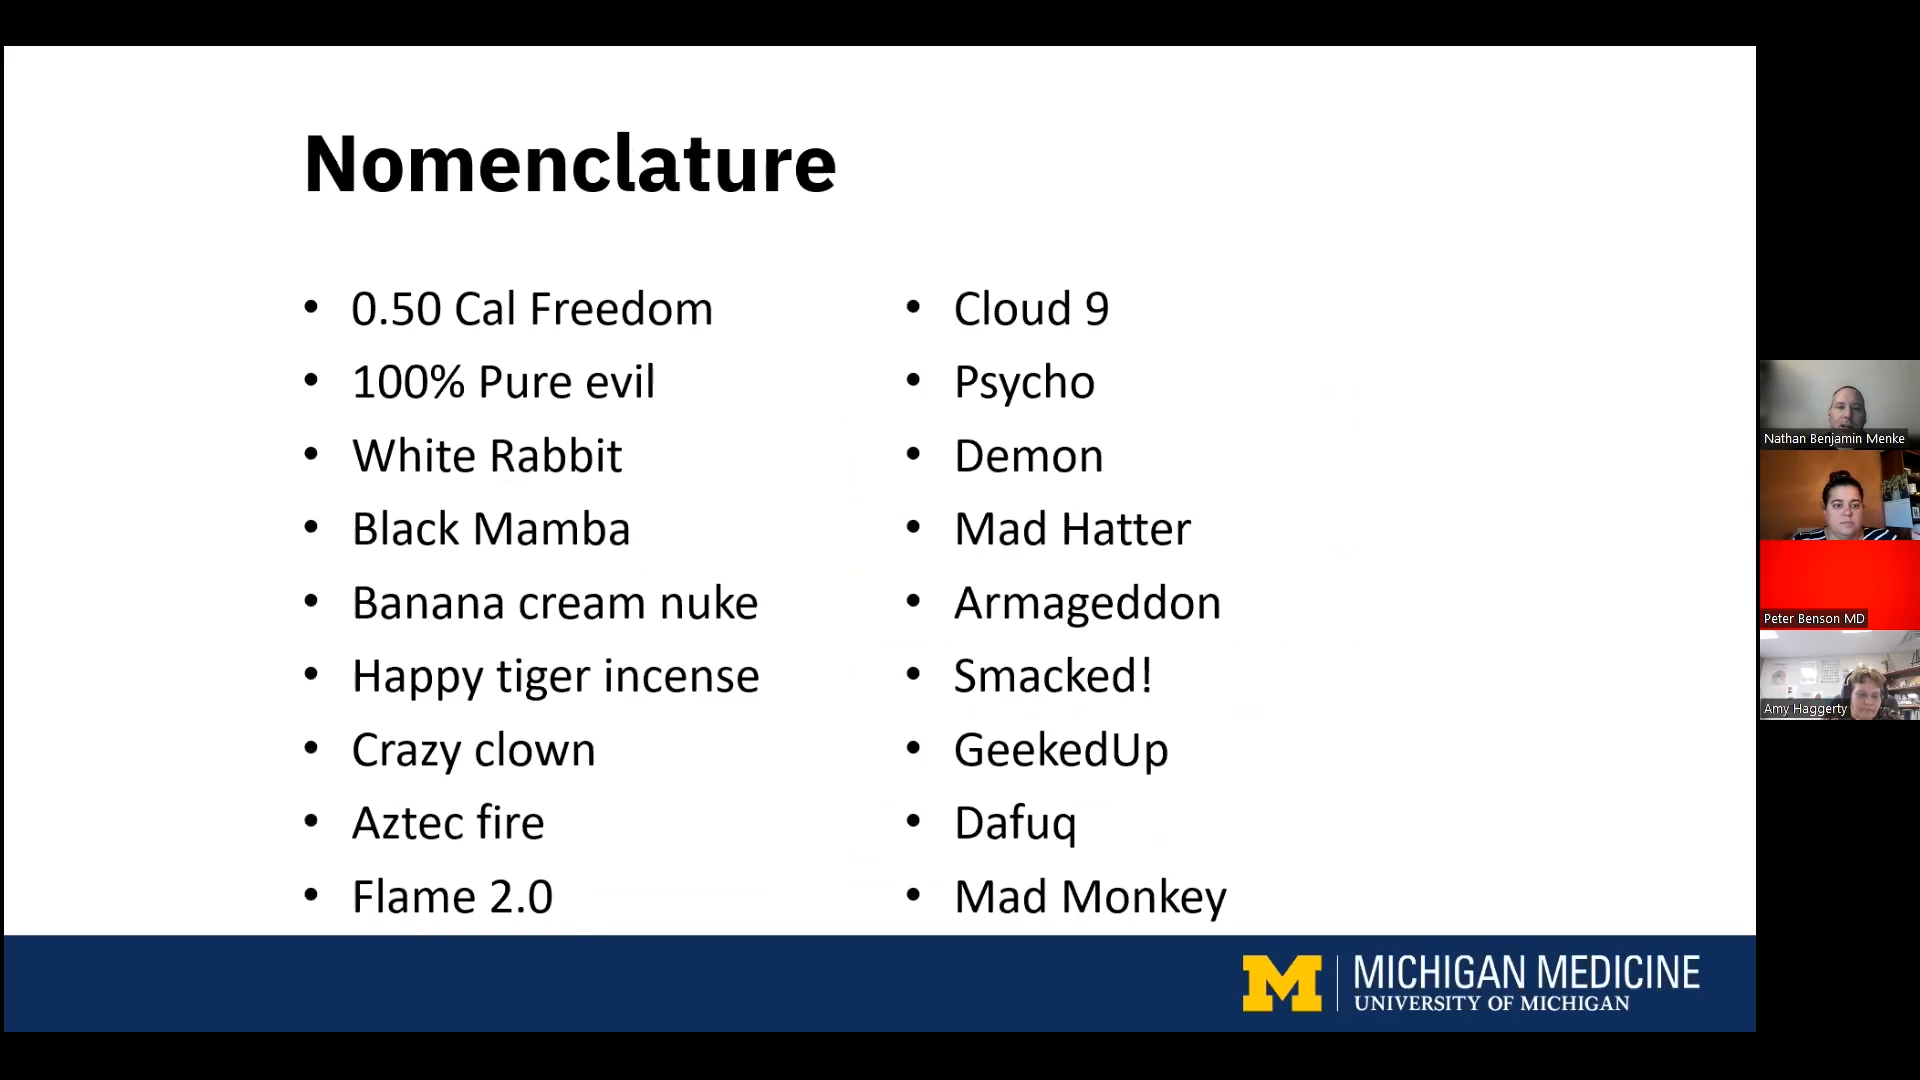 Nomenclature
• 0.50 Cal Freedom
• 100% Pure evil
• White Rabbit
• Black Mamba
• Banana cream nuke
• Happy tiger incense
• Crazy clown
• Aztec fire
• Flame 2.0
• Cloud 9
• Psycho
• Demon
• Mad Hatter
• Armageddon
• Smacked!
• GeekedUp
• Dafuq
• Mad Monkey
M
MICHIGAN MEDICINE
UNIVERSITY OF MICHIGAN
Nathan Benjamin Menke
Peter Benson MD
Amy Haggerty